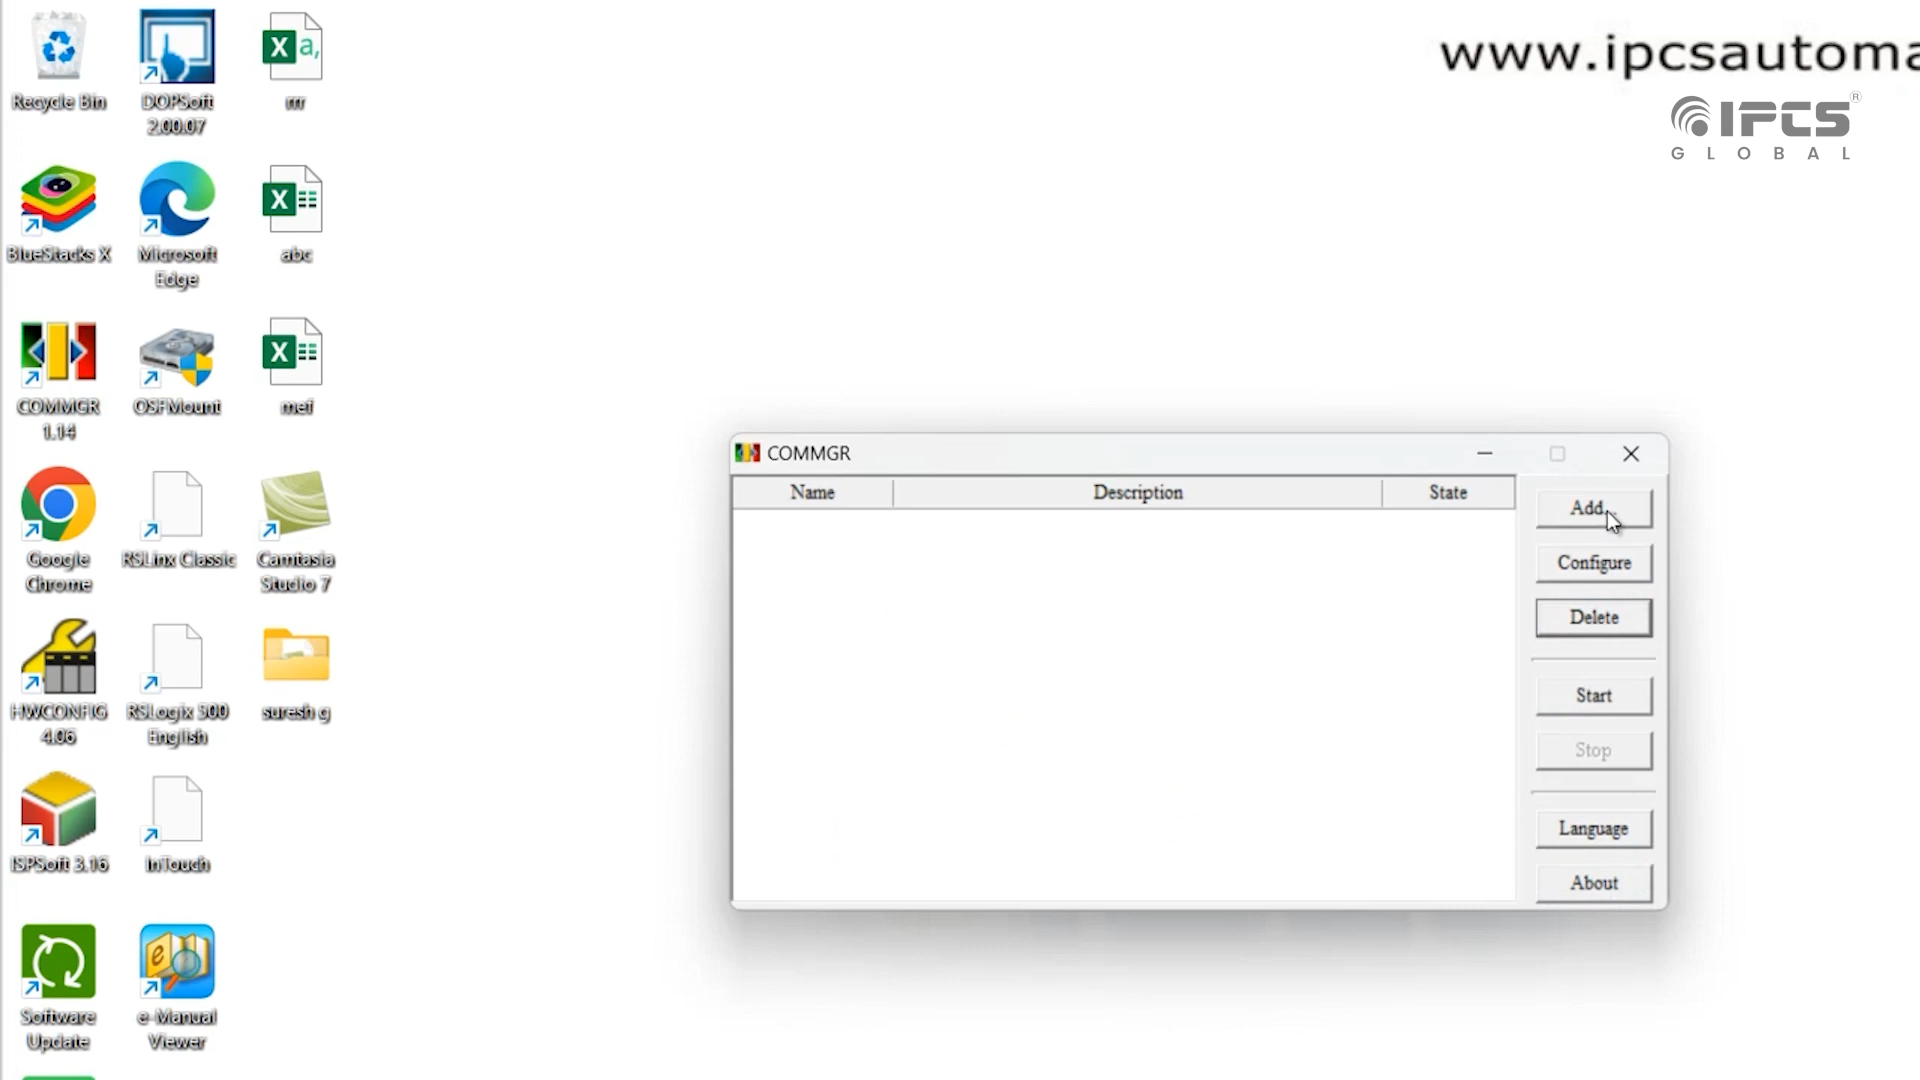 www.ipcsautoma
IPCS®
GLOBAL
Recycle Bin
DOPSoft
2.00.07
rrr
BlueStacks X
Microsoft
Edge
abc
COMMGR
1.14
OSFMount
mef
Google
Chrome
RSLinx Classic
Camtasia
Studio 7
HWCONFIG
4.06
RSLogix 500
English
suresh g
ISPSoft 3.16
InTouch
Software
Update
e-Manual
Viewer
COMMGR
Name Description State
Add...
Configure
Delete
Start
Stop
Language
About